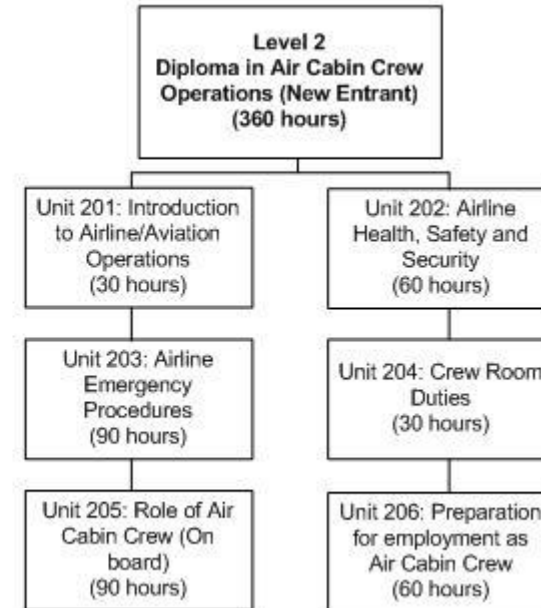 Level 2
Diploma in Air Cabin Crew
Operations (New Entrant)
(360 hours)
Unit 201: Introduction
to Airline/Aviation
Operations
(30 hours)
Unit 202: Airline
Health, Safety and
Security
(60 hours)
Unit 203: Airline
Emergency
Procedures
(90 hours)
Unit 204: Crew Room
Duties
(30 hours)
Unit 205: Role of Air
Cabin Crew (On
board)
(90 hours)
Unit 206: Preparation
for employment as
Air Cabin Crew
(60 hours)